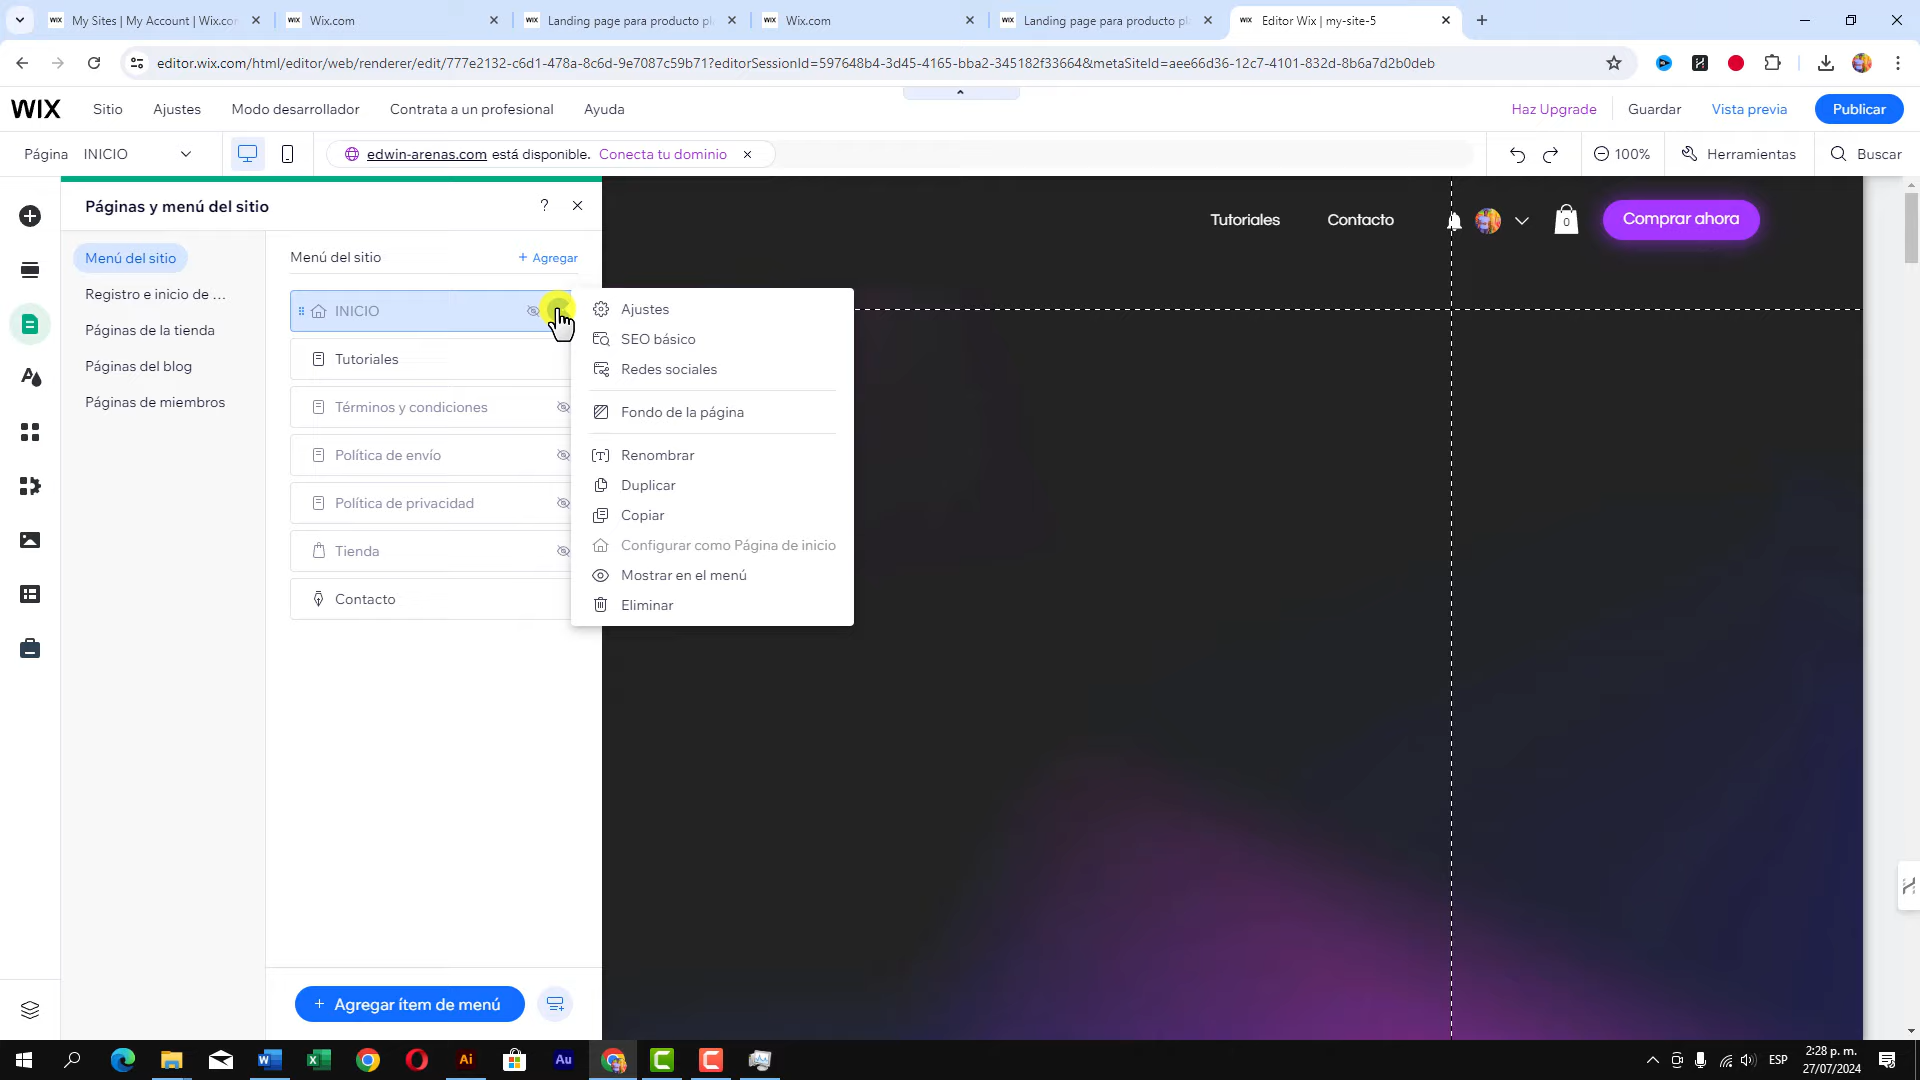 My Sites | My Account | Wix.co
Wix.com
Landing page para producto pl
Wix.com
Landing page para producto pl
Editor Wix | my-site-5
editor.wix.com/html/editor/web/renderer/edit/777e2132-c6d1-478a-8c6d-9e7087c59b71?editorSessionId=597648b4-3d45-4165-bba2-345182f33664&metaSiteId=aee66d36-12c7-4101-832d-8b6a7d2b0deb
WIX
Sitio
Ajustes
Modo desarrollador
Contrata a un profesional
Ayuda
Haz Upgrade
Guardar
Vista previa
Publicar
Página INICIO
edwin-arenas.com está disponible. Conecta tu dominio
100%
Herramientas
Buscar
Páginas y menú del sitio
?
Menú del sitio
Registro e inicio de ...
Páginas de la tienda
Páginas del blog
Páginas de miembros
Menú del sitio
+ Agregar
INICIO
Tutoriales
Términos y condiciones
Política de envío
Política de privacidad
Tienda
Contacto
+ Agregar ítem de menú
Ajustes
SEO básico
Redes sociales
Fondo de la página
Renombrar
Duplicar
Copiar
Configurar como Página de inicio
Mostrar en el menú
Eliminar
Tutoriales
Contacto
0
Comprar ahora
ESP
2:28 p. m.
27/07/2024